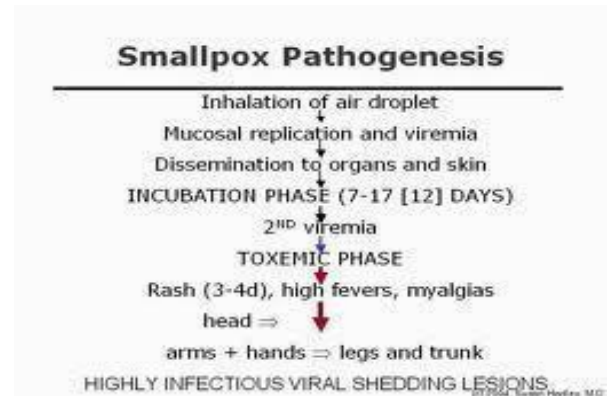 Smallpox Pathogenesis
Inhalation of air droplet
Mucosal replication and viremia
Dissemination to organs and skin
INCUBATION PHASE (7-17 [12] DAYS)
2ND viremia
TOXEMIC PHASE
Rash (3-4d), high fevers, myalgias
head ⇒
arms + hands ⇒ legs and trunk
HIGHLY INFECTIOUS VIRAL SHEDDING LESIONS